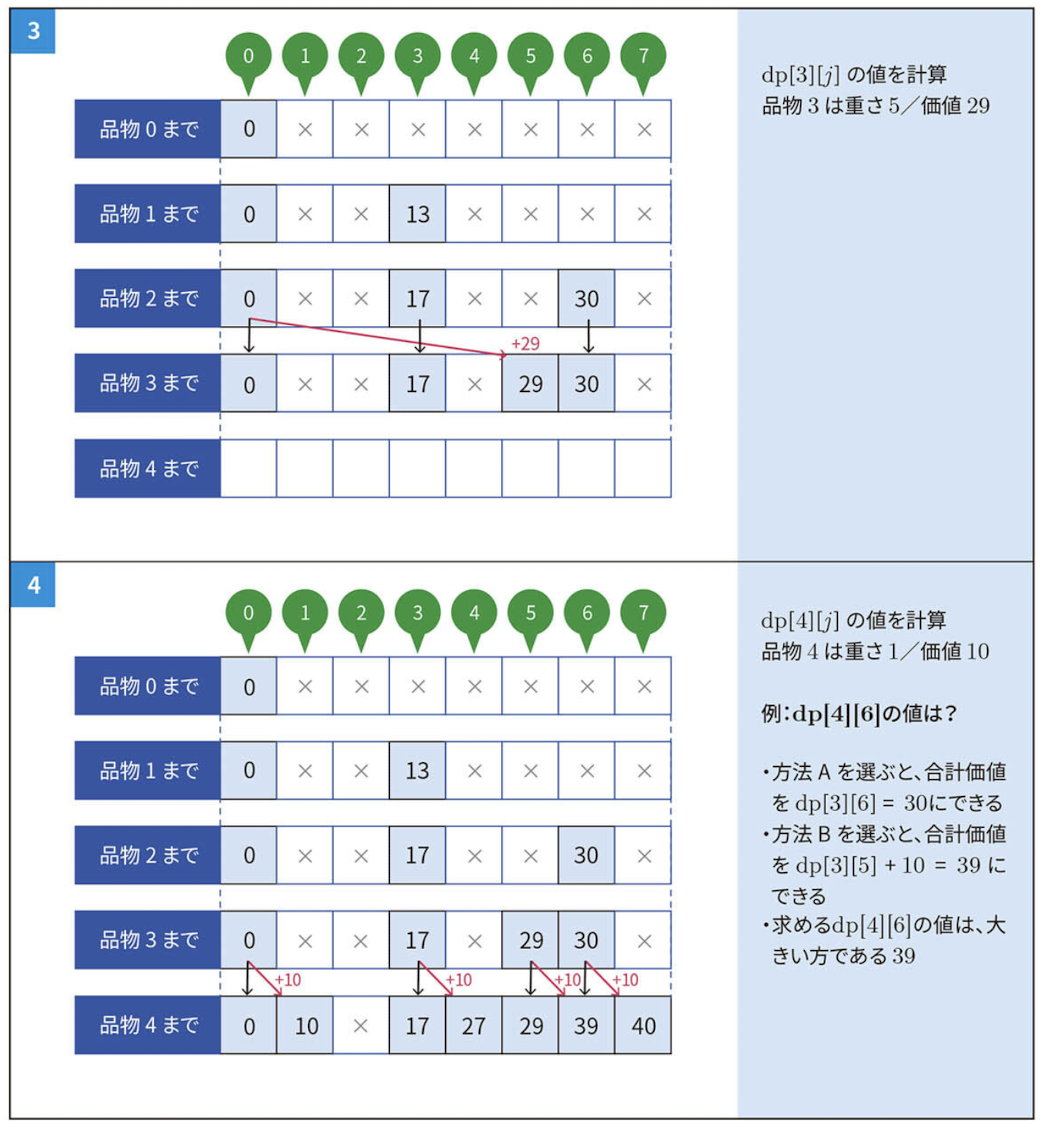 3
0 1 2 3 4 5 6 7
品物 0 まで 0 × × × × × × ×
品物 1 まで 0 × × 13 × × × ×
品物 2 まで 0 × × 17 × × 30 ×
+29
品物 3 まで 0 × × 17 × 29 30 ×
品物 4 まで
dp[3][j] の値を計算
品物 3 は重さ 5／価値 29
4
0 1 2 3 4 5 6 7
品物 0 まで 0 × × × × × × ×
品物 1 まで 0 × × 13 × × × ×
品物 2 まで 0 × × 17 × × 30 ×
品物 3 まで 0 × × 17 × 29 30 ×
+10 +10 +10 +10
品物 4 まで 0 10 × 17 27 29 39 40
dp[4][j] の値を計算
品物 4 は重さ 1／価値 10
例：dp[4][6]の値は？
・方法 A を選ぶと、合計価値
を dp[3][6] = 30にできる
・方法 B を選ぶと、合計価値
を dp[3][5] + 10 = 39 に
できる
・求めるdp[4][6]の値は、大
きい方である 39